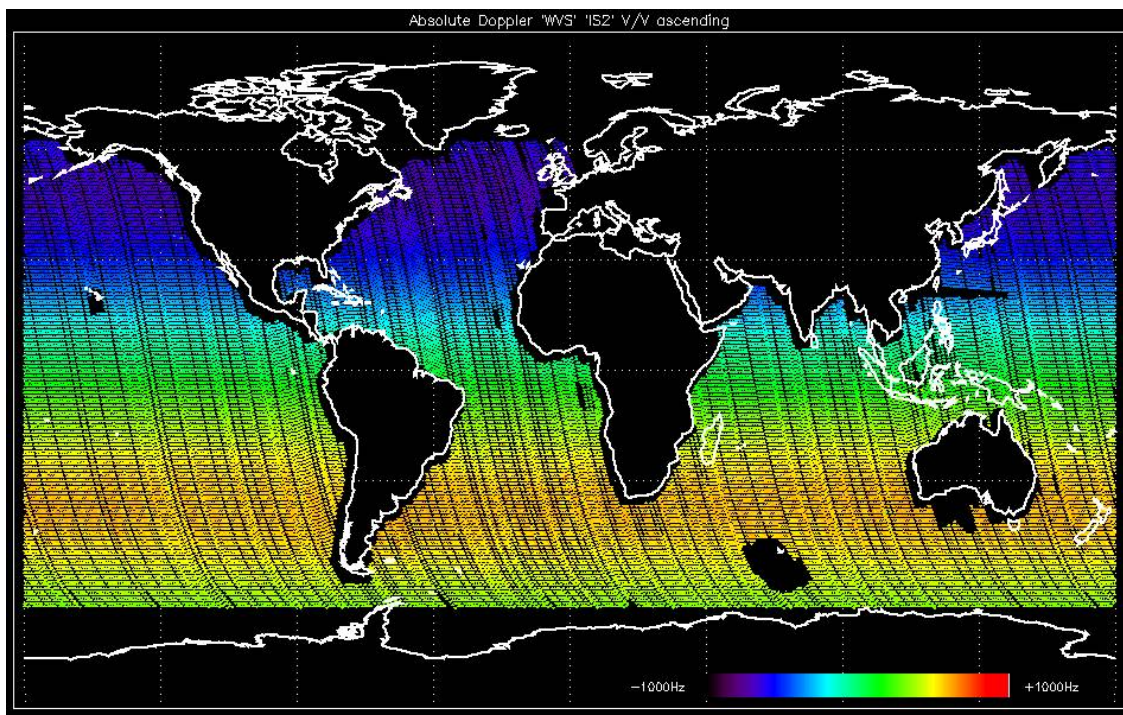 Absolute Doppler 'WVS' 'IS2' V/V ascending
-1000Hz
+1000Hz